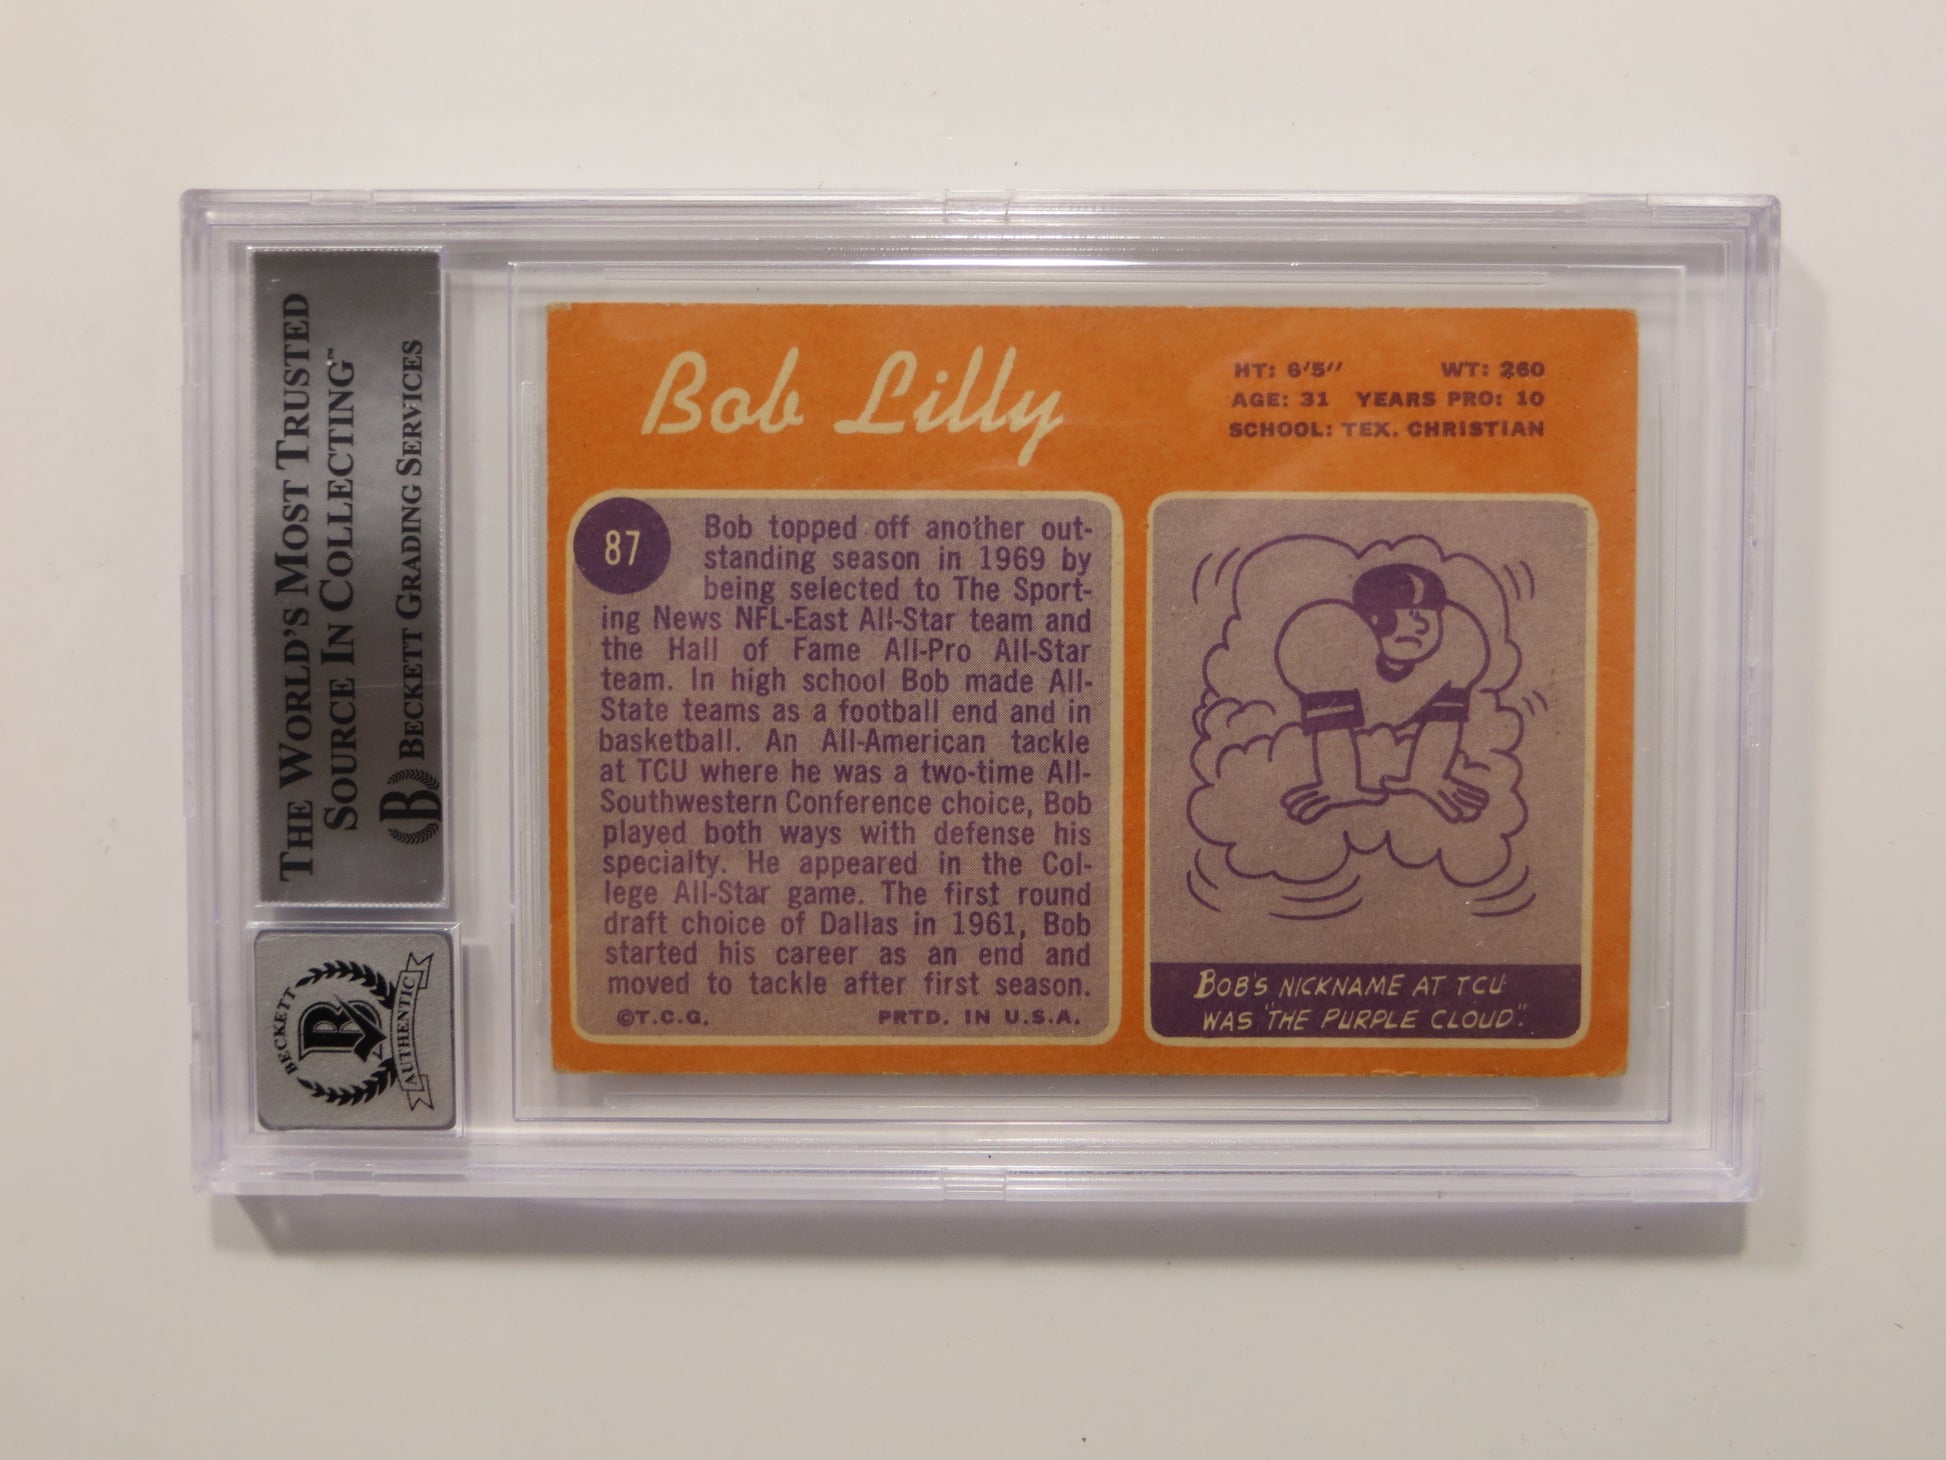 THE WORLD'S MOST TRUSTED
SOURCE IN COLLECTING™
B BECKETT GRADING SERVICES
BECKETT
B
AUTHENTIC
Bob Lilly
HT: 6'5" WT: 260
AGE: 31 YEARS PRO: 10
SCHOOL: TEX. CHRISTIAN
87
Bob topped off another out-
standing season in 1969 by
being selected to The Sport-
ing News NFL-East All-Star team and
the Hall of Fame All-Pro All-Star
team. In high school Bob made All-
State teams as a football end and in
basketball. An All-American tackle
at TCU where he was a two-time All-
Southwestern Conference choice, Bob
played both ways with defense his
specialty. He appeared in the Col-
lege All-Star game. The first round
draft choice of Dallas in 1961, Bob
started his career as an end and
moved to tackle after first season.
©T.C.G. PRTD. IN U.S.A.
BOB'S NICKNAME AT TCU
WAS "THE PURPLE CLOUD".